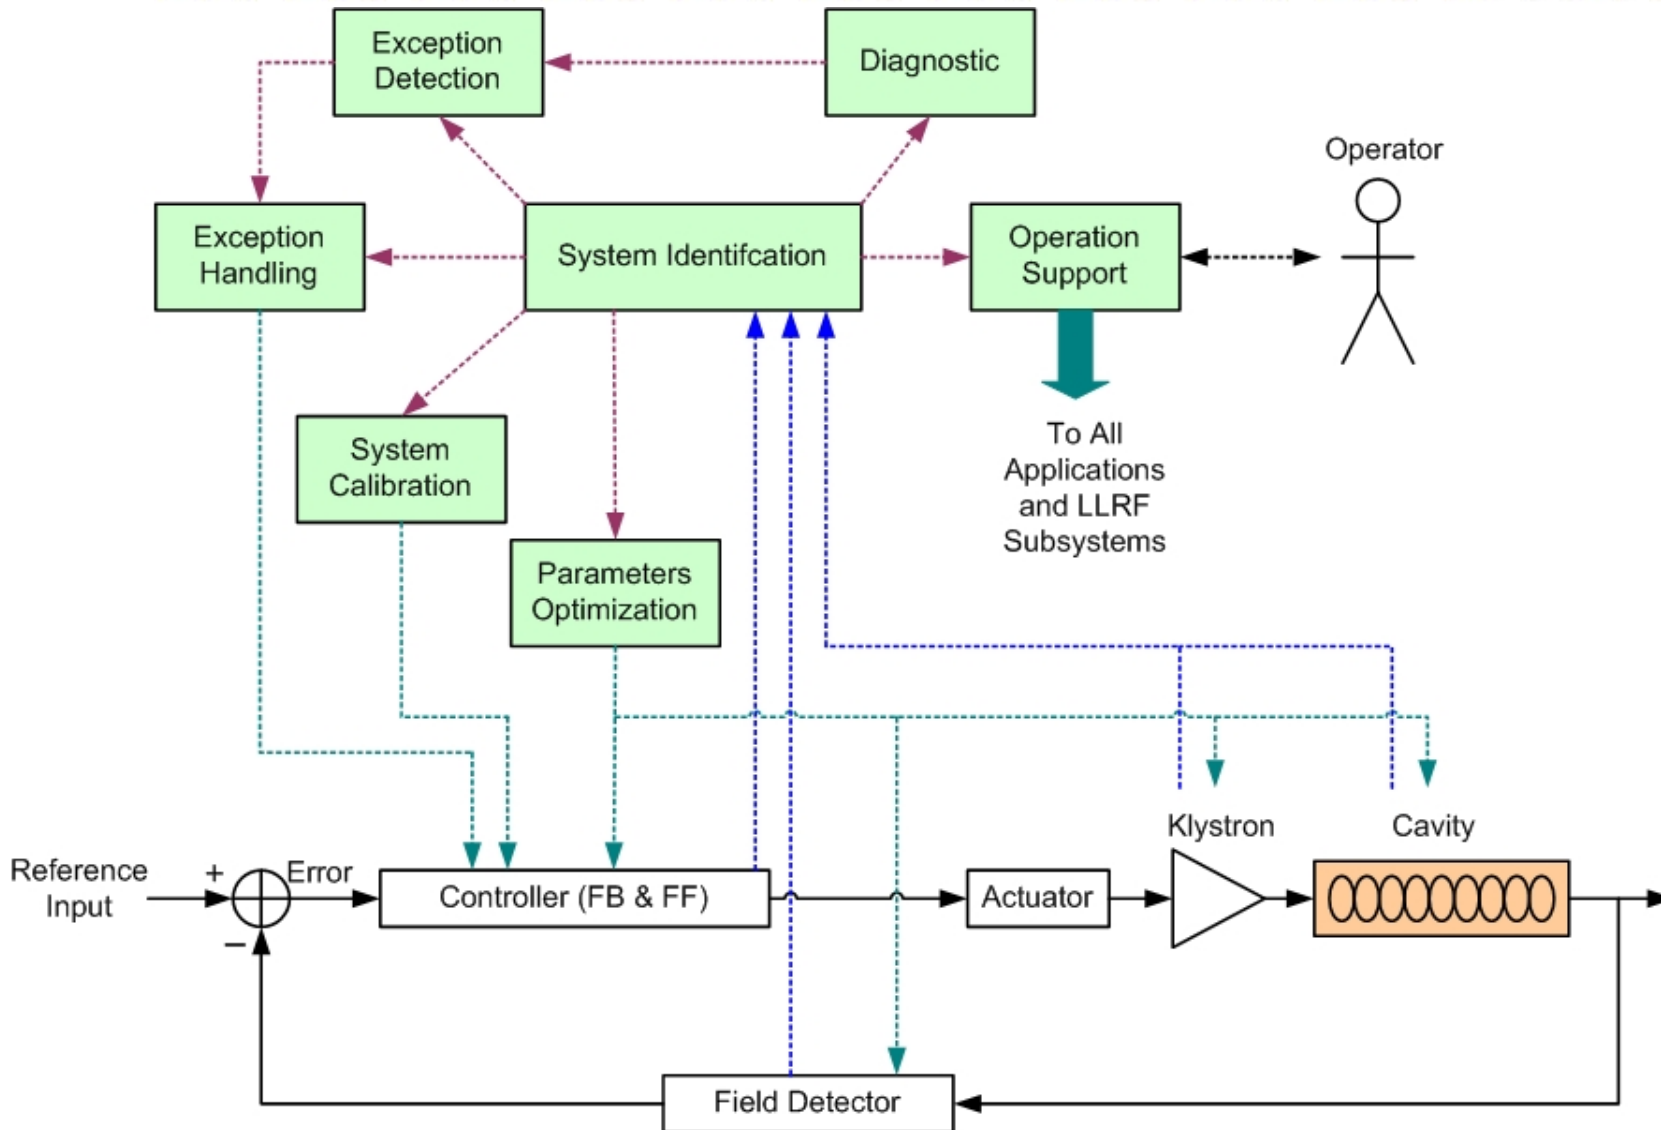 Exception
Detection
Diagnostic
Operator
Exception
Handling
System Identifcation
Operation
Support
System
Calibration
To All
Applications
and LLRF
Subsystems
Parameters
Optimization
Klystron
Cavity
Reference
Input
+
Error
Controller (FB & FF)
Actuator
−
Field Detector